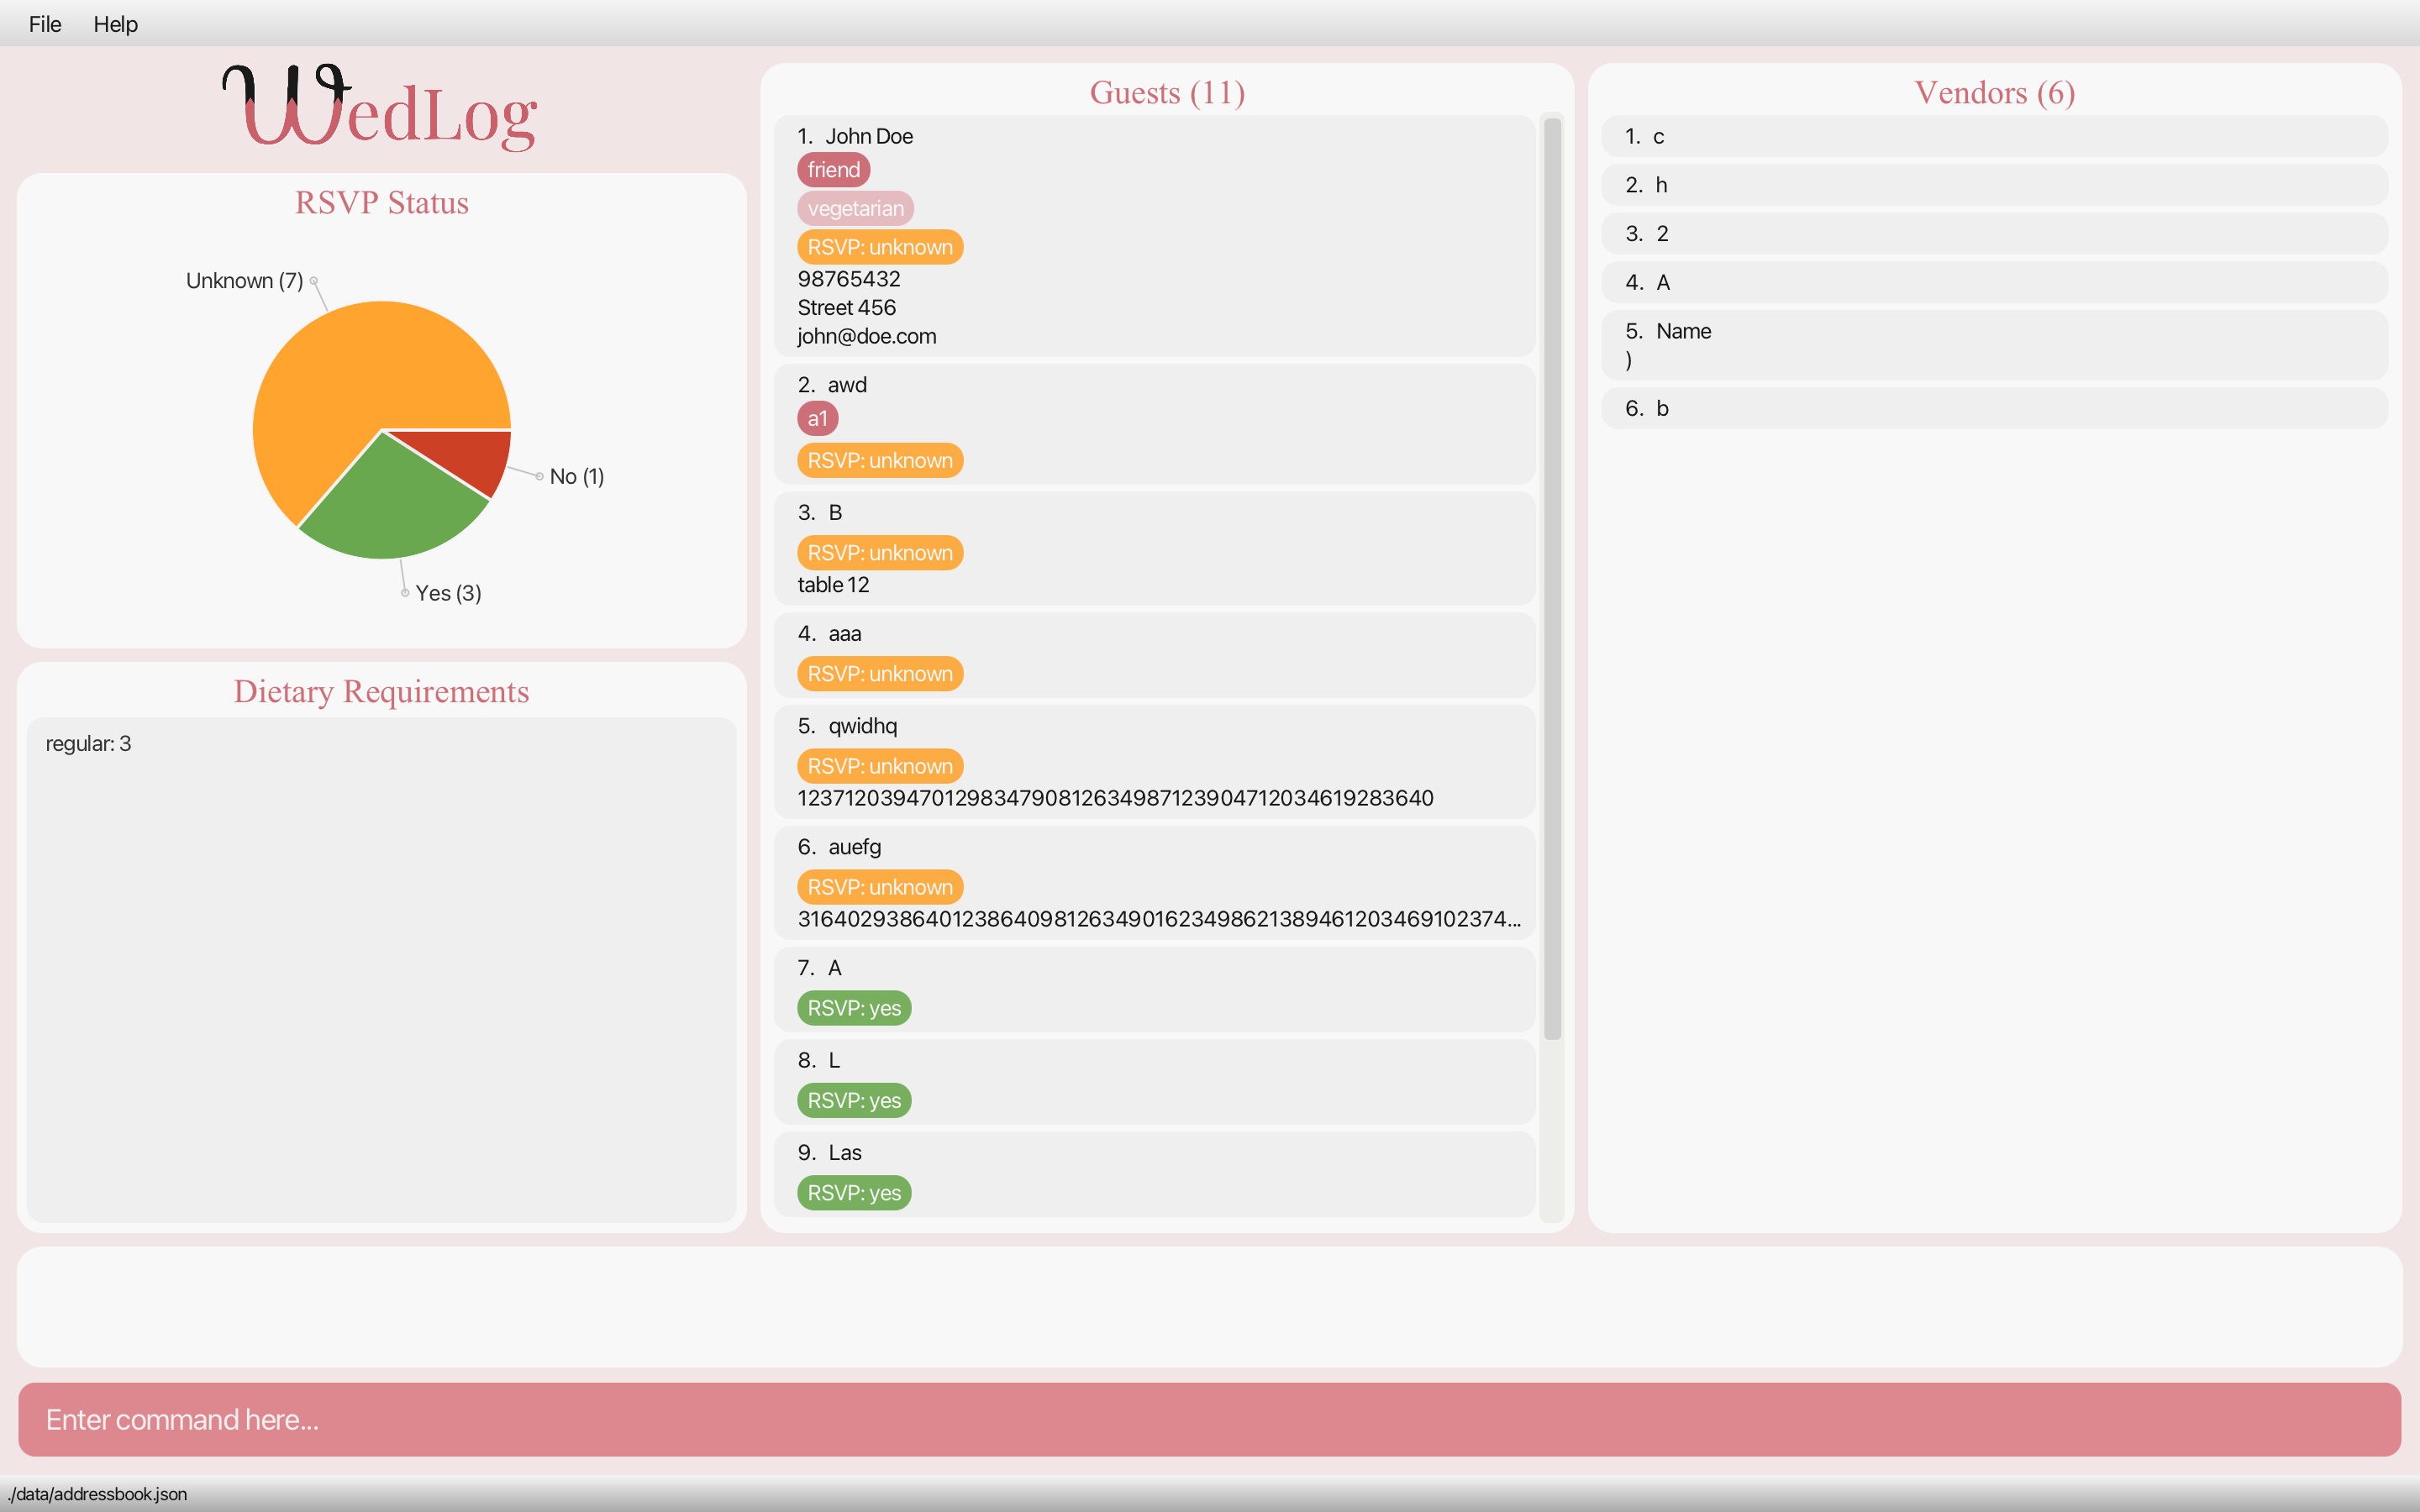 File Help
WedLog
RSVP Status
Unknown (7)
No (1)
Yes (3)
Dietary Requirements
regular: 3
Guests (11)
1. John Doe
friend
vegetarian
RSVP: unknown
98765432
Street 456
john@doe.com
2. awd
a1
RSVP: unknown
3. B
RSVP: unknown
table 12
4. aaa
RSVP: unknown
5. qwidhq
RSVP: unknown
12371203947012983479081263498712390471203461928364​0
6. auefg
RSVP: unknown
31640293864012386409812634901623498621389461203469102374...
7. A
RSVP: yes
8. L
RSVP: yes
9. Las
RSVP: yes
Vendors (6)
1. c
2. h
3. 2
4. A
5. Name
)
6. b
Enter command here...
./data/addressbook.json